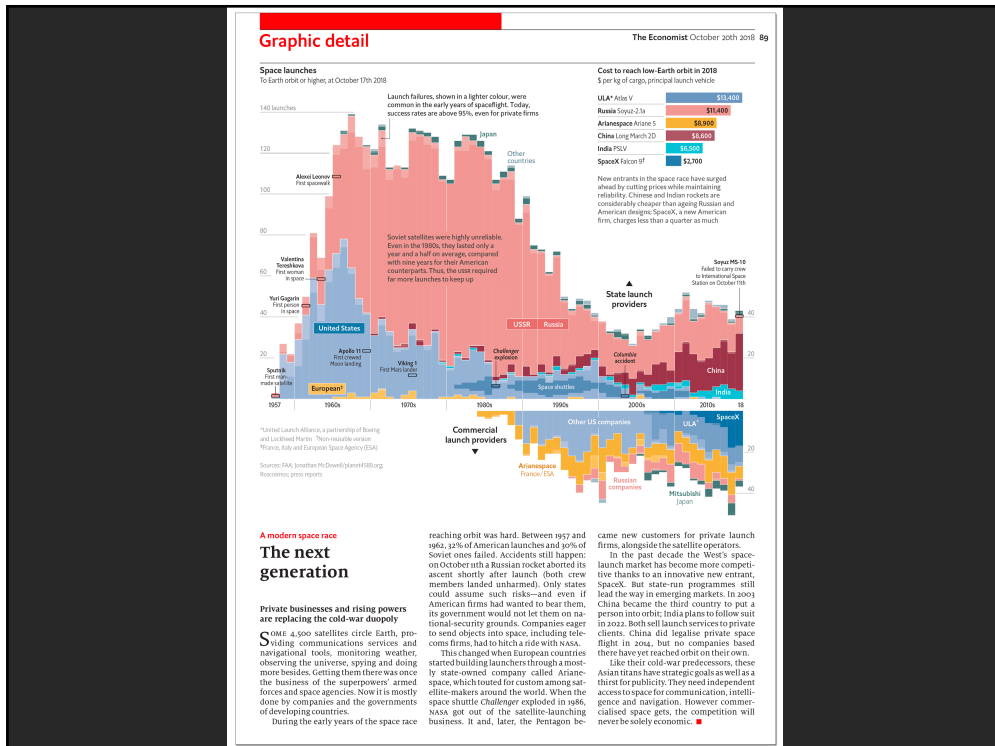 Graphic detail
The Economist October 20th 2018 89
Space launches
To Earth orbit or higher, at October 17th 2018
Launch failures, shown in a lighter colour, were
common in the early years of spaceflight. Today,
success rates are above 95%, even for private firms
140 launches
120
100
80
60
40
20
Japan
Other
countries
Alexei Leonov
First spacewalk
Valentina
Tereshkova
First woman
in space
Yuri Gagarin
First person
in space
Sputnik
First man-
made satellite
Soviet satellites were highly unreliable.
Even in the 1980s, they lasted only a
year and a half on average, compared
with nine years for their American
counterparts. Thus, the USSR required
far more launches to keep up
United States
Apollo 11
First crewed
Moon landing
Viking 1
First Mars lander
European‡
USSR
Russia
Challenger
explosion
Space shuttles
Columbia
accident
State launch
providers
Soyuz MS-10
Failed to carry crew
to International Space
Station on October 11th
40
20
China
India
1957
1960s
1970s
1980s
1990s
2000s
2010s
18
Commercial
launch providers
Other US companies
ULA*
SpaceX
Arianespace
France/ESA
Russian
companies
Mitsubishi
Japan
20
40
Cost to reach low-Earth orbit in 2018
$ per kg of cargo, principal launch vehicle
ULA* Atlas V $13,400
Russia Soyuz-2.1a $11,400
Arianespace Ariane 5 $8,900
China Long March 2D $8,600
India PSLV $6,500
SpaceX Falcon 9† $2,700
New entrants in the space race have surged
ahead by cutting prices while maintaining
reliability. Chinese and Indian rockets are
considerably cheaper than ageing Russian and
American designs; SpaceX, a new American
firm, charges less than a quarter as much
*United Launch Alliance, a partnership of Boeing
and Lockheed Martin †Non-reusable version
‡France, Italy and European Space Agency (ESA)
Sources: FAA; Jonathan McDowell/planet4589.org;
Roscosmos; press reports
A modern space race
The next
generation
Private businesses and rising powers
are replacing the cold-war duopoly
SOME 4,500 satellites circle Earth, pro-
viding communications services and
navigational tools, monitoring weather,
observing the universe, spying and doing
more besides. Getting them there was once
the business of the superpowers' armed
forces and space agencies. Now it is mostly
done by companies and the governments
of developing countries.
During the early years of the space race
reaching orbit was hard. Between 1957 and
1962, 32% of American launches and 30% of
Soviet ones failed. Accidents still happen:
on October 11th a Russian rocket aborted its
ascent shortly after launch (both crew
members landed unharmed). Only states
could assume such risks—and even if
American firms had wanted to bear them,
its government would not let them on na-
tional-security grounds. Companies eager
to send objects into space, including tele-
coms firms, had to hitch a ride with NASA.
This changed when European countries
started building launchers through a most-
ly state-owned company called Ariane-
space, which touted for custom among sat-
ellite-makers around the world. When the
space shuttle Challenger exploded in 1986,
NASA got out of the satellite-launching
business. It and, later, the Pentagon be-
came new customers for private launch
firms, alongside the satellite operators.
In the past decade the West's space-
launch market has become more competi-
tive thanks to an innovative new entrant,
SpaceX. But state-run programmes still
lead the way in emerging markets. In 2003
China became the third country to put a
person into orbit; India plans to follow suit
in 2022. Both sell launch services to private
clients. China did legalise private space
flight in 2014, but no companies based
there have yet reached orbit on their own.
Like their cold-war predecessors, these
Asian titans have strategic goals as well as a
thirst for publicity. They need independent
access to space for communication, intelli-
gence and navigation. However commer-
cialised space gets, the competition will
never be solely economic. ■